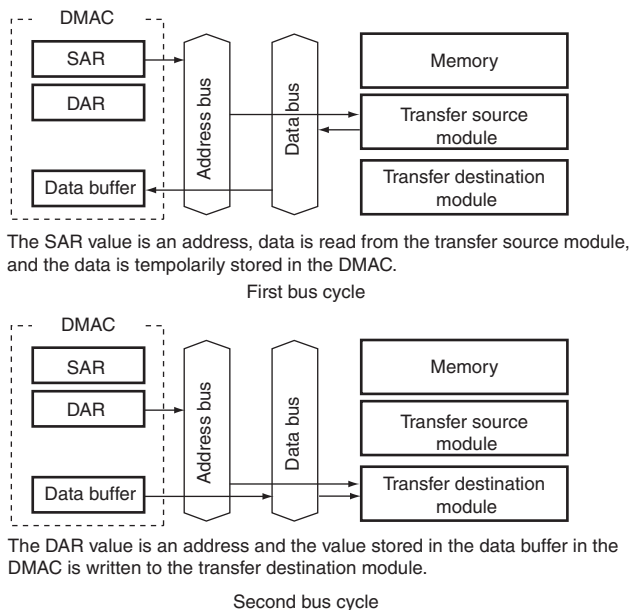 DMAC
SAR
DAR
Data buffer
Address bus
Data bus
Memory
Transfer source
module
Transfer destination
module
The SAR value is an address, data is read from the transfer source module,
and the data is tempolarily stored in the DMAC.
First bus cycle
DMAC
SAR
DAR
Data buffer
Address bus
Data bus
Memory
Transfer source
module
Transfer destination
module
The DAR value is an address and the value stored in the data buffer in the
DMAC is written to the transfer destination module.
Second bus cycle